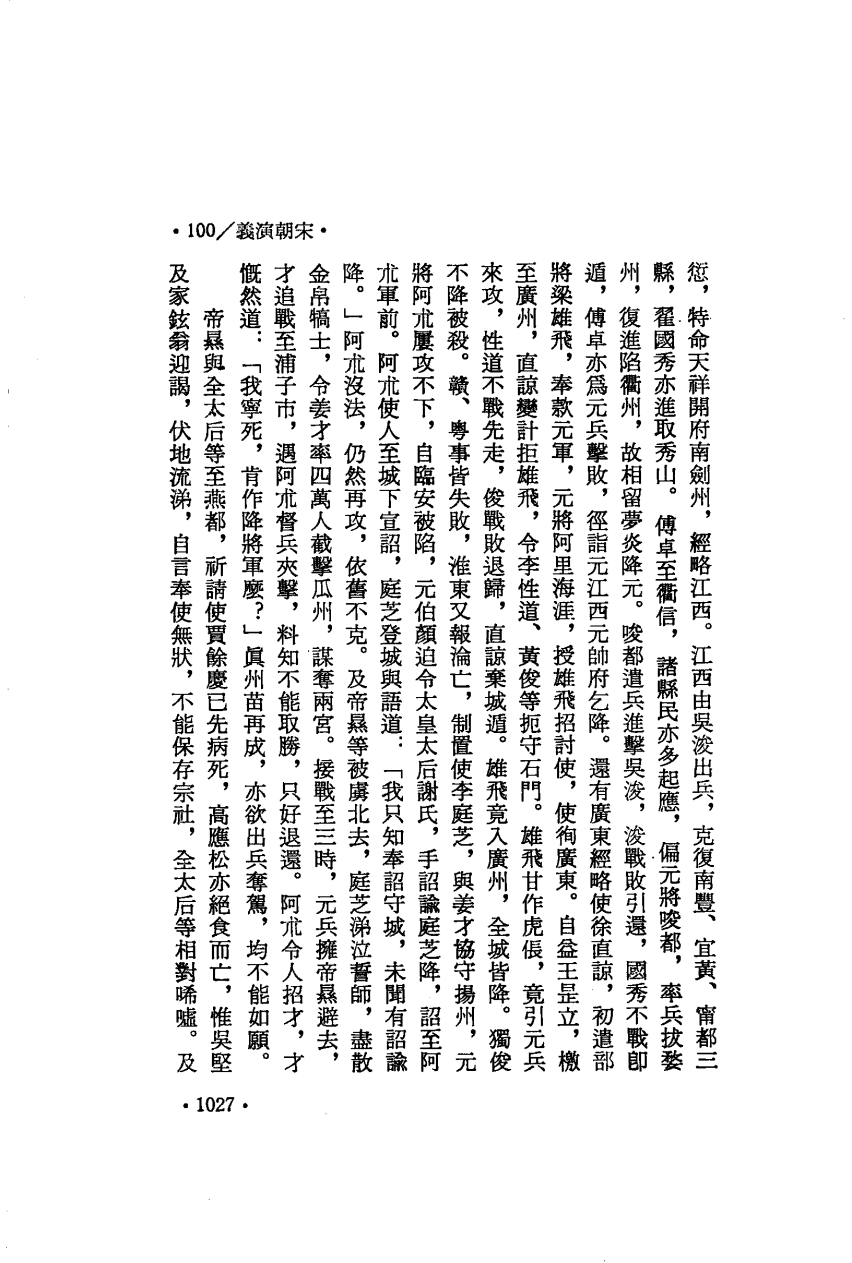 •100/義演朝宋•
愆，特命天祥開府南劍州，經略江西。江西由吳浚出兵，克復南豐、宜黃、甯都三
縣，翟國秀亦進取秀山。傅卓至衢信，諸縣民亦多起應，偏元將唆都，率兵拔婺
州，復進陷衢州，故相留夢炎降元。唆都遣兵進擊吳浚，浚戰敗引還，國秀不戰卽
遁，傅卓亦爲元兵擊敗，徑詣元江西元帥府乞降。還有廣東經略使徐直諒，初遣部
將梁雄飛，奉款元軍，元將阿里海涯，授雄飛招討使，使徇廣東。自益王昰立，檄
至廣州，直諒變計拒雄飛，令李性道、黃俊等扼守石門。雄飛甘作虎倀，竟引元兵
來攻，性道不戰先走，俊戰敗退歸，直諒棄城遁。雄飛竟入廣州，全城皆降。獨俊
不降被殺。贛、粵事皆失敗，淮東又報淪亡，制置使李庭芝，與姜才協守揚州，元
將阿朮屢攻不下，自臨安被陷，元伯顏迫令太皇太后謝氏，手詔諭庭芝降，詔至阿
朮軍前。阿朮使人至城下宣詔，庭芝登城與語道：「我只知奉詔守城，未聞有詔諭
降。」阿朮沒法，仍然再攻，依舊不克。及帝㬎等被虜北去，庭芝涕泣誓師，盡散
金帛犒士，令姜才率四萬人截擊瓜州，謀奪兩宮。接戰至三時，元兵擁帝㬎避去，
才追戰至浦子市，遇阿朮督兵夾擊，料知不能取勝，只好退還。阿朮令人招才，才
慨然道：「我寧死，肯作降將軍麼？」眞州苗再成，亦欲出兵奪駕，均不能如願。
帝㬎與全太后等至燕都，祈請使賈餘慶已先病死，高應松亦絕食而亡，惟吳堅
及家鉉翁迎謁，伏地流涕，自言奉使無狀，不能保存宗社，全太后等相對唏噓。及
•1027•